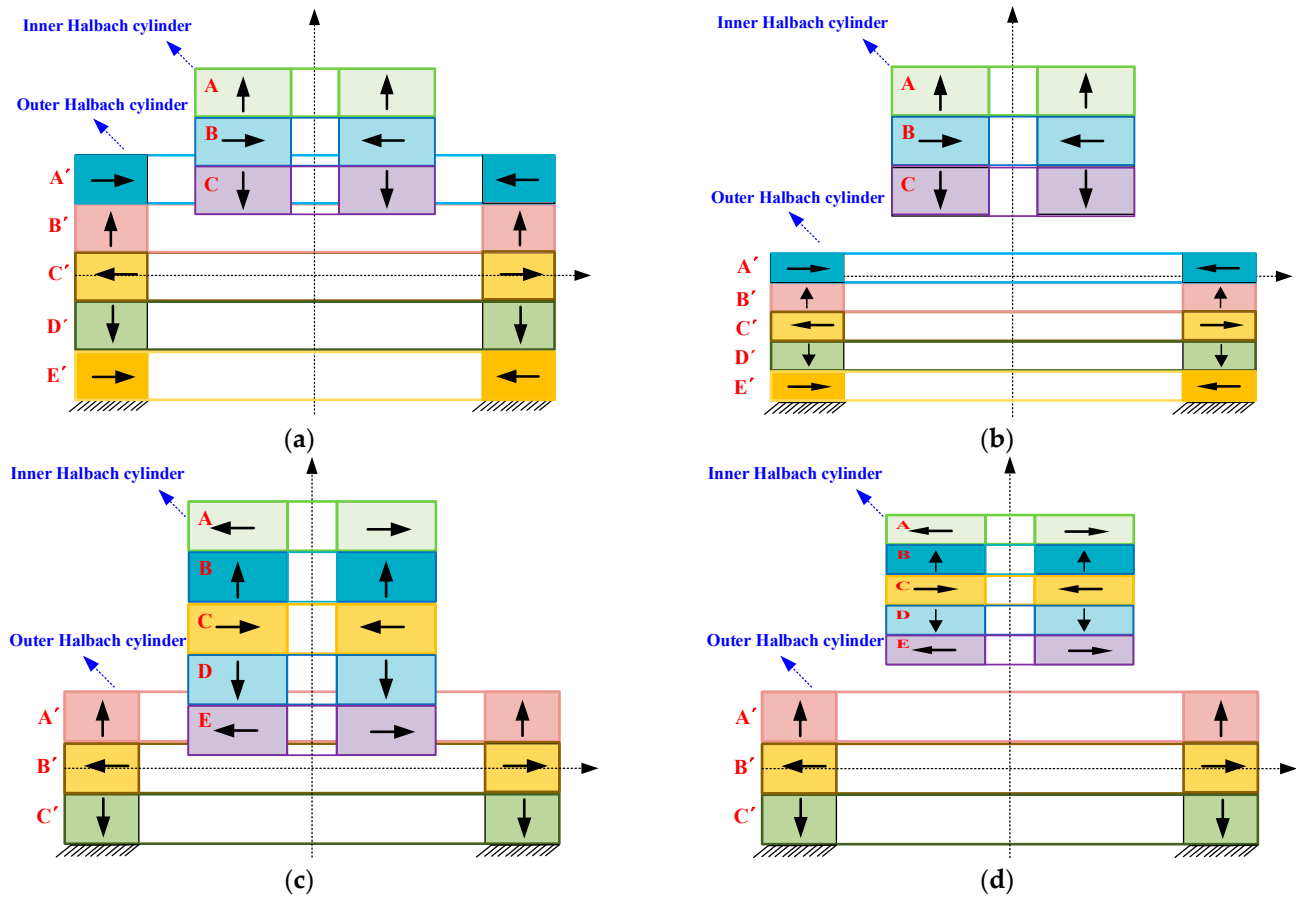 Inner Halbach cylinder
A
Outer Halbach cylinder
B
A′
C
B′
C′
D′
E′
(a)
Inner Halbach cylinder
A
B
C
Outer Halbach cylinder
A′
B′
C′
D′
E′
(b)
Inner Halbach cylinder
A
B
C
Outer Halbach cylinder
D
A′
E
B′
C′
(c)
Inner Halbach cylinder
A
B
C
D
Outer Halbach cylinder
E
A′
B′
C′
(d)